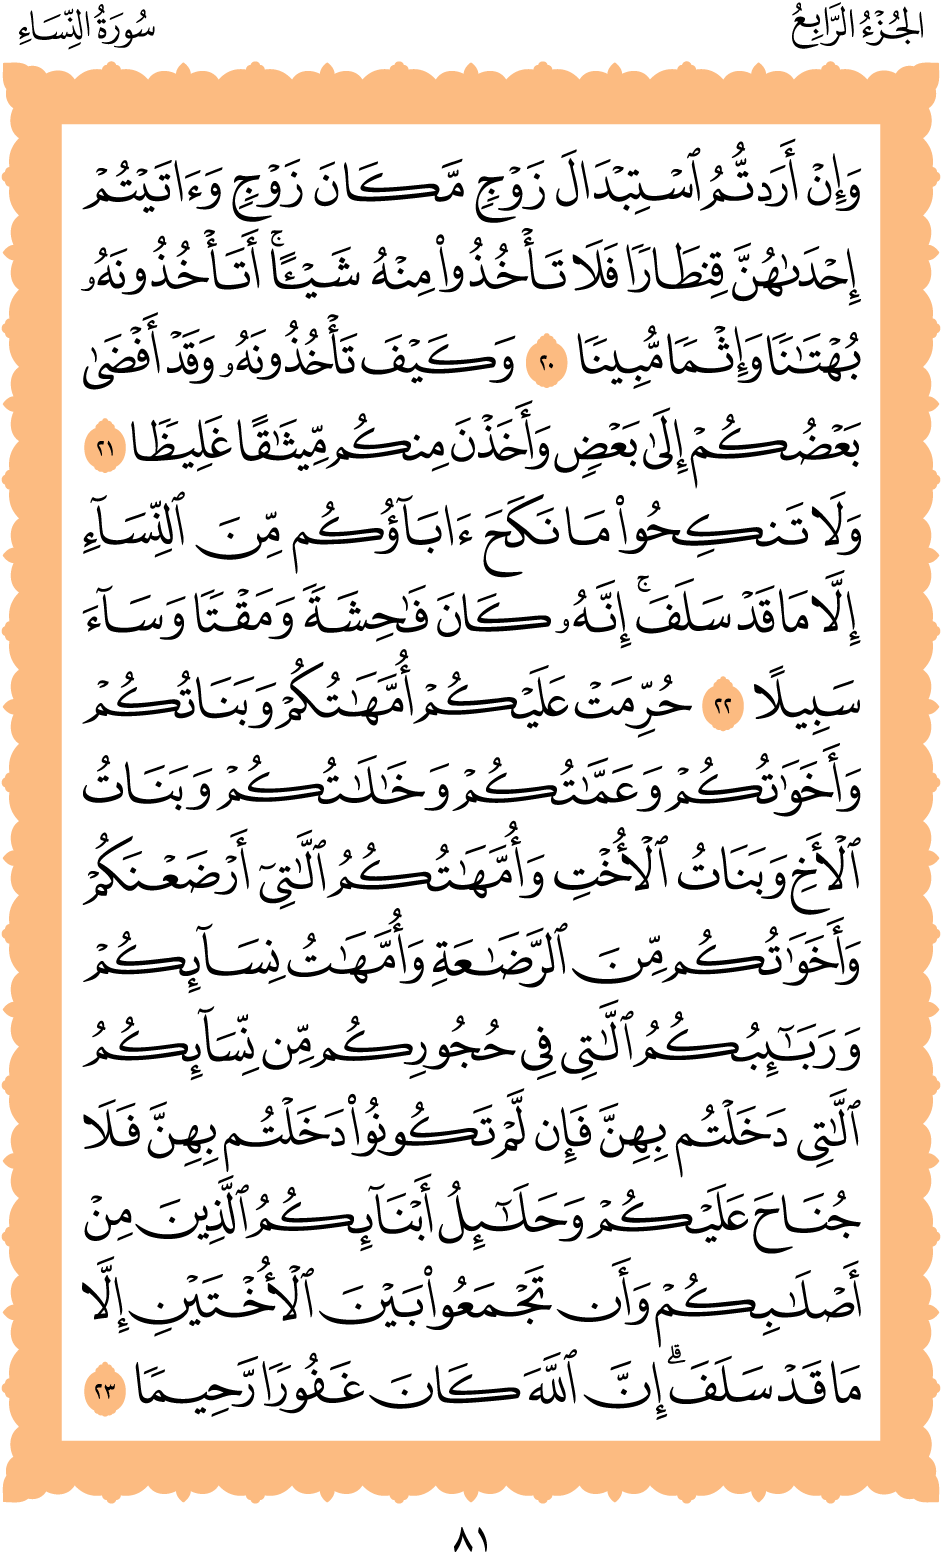 الجُزْءُ الرَّابِعُ
سُورَةُ النِّسَاءِ
وَإِنْ أَرَدتُّمُ ٱسْتِبْدَالَ زَوْجٍ مَّكَانَ زَوْجٍ وَءَاتَيْتُمْ
إِحْدَىٰهُنَّ قِنطَارًا فَلَا تَأْخُذُوا۟ مِنْهُ شَيْـًٔا ۚ أَتَأْخُذُونَهُۥ
بُهْتَـٰنًا وَإِثْمًا مُّبِينًا ٢٠ وَكَيْفَ تَأْخُذُونَهُۥ وَقَدْ أَفْضَىٰ
بَعْضُكُمْ إِلَىٰ بَعْضٍ وَأَخَذْنَ مِنكُم مِّيثَـٰقًا غَلِيظًا ٢١
وَلَا تَنكِحُوا۟ مَا نَكَحَ ءَابَآؤُكُم مِّنَ ٱلنِّسَآءِ
إِلَّا مَا قَدْ سَلَفَ ۚ إِنَّهُۥ كَانَ فَـٰحِشَةً وَمَقْتًا وَسَآءَ
سَبِيلًا ٢٢ حُرِّمَتْ عَلَيْكُمْ أُمَّهَـٰتُكُمْ وَبَنَاتُكُمْ
وَأَخَوَٰتُكُمْ وَعَمَّـٰتُكُمْ وَخَـٰلَـٰتُكُمْ وَبَنَاتُ
ٱلْأَخِ وَبَنَاتُ ٱلْأُخْتِ وَأُمَّهَـٰتُكُمُ ٱلَّـٰتِىٓ أَرْضَعْنَكُمْ
وَأَخَوَٰتُكُم مِّنَ ٱلرَّضَـٰعَةِ وَأُمَّهَـٰتُ نِسَآئِكُمْ
وَرَبَـٰٓئِبُكُمُ ٱلَّـٰتِى فِى حُجُورِكُم مِّن نِّسَآئِكُمُ
ٱلَّـٰتِى دَخَلْتُم بِهِنَّ فَإِن لَّمْ تَكُونُوا۟ دَخَلْتُم بِهِنَّ فَلَا
جُنَاحَ عَلَيْكُمْ وَحَلَـٰٓئِلُ أَبْنَآئِكُمُ ٱلَّذِينَ مِنْ
أَصْلَـٰبِكُمْ وَأَن تَجْمَعُوا۟ بَيْنَ ٱلْأُخْتَيْنِ إِلَّا
مَا قَدْ سَلَفَ ۗ إِنَّ ٱللَّهَ كَانَ غَفُورًا رَّحِيمًا ٢٣
٨١